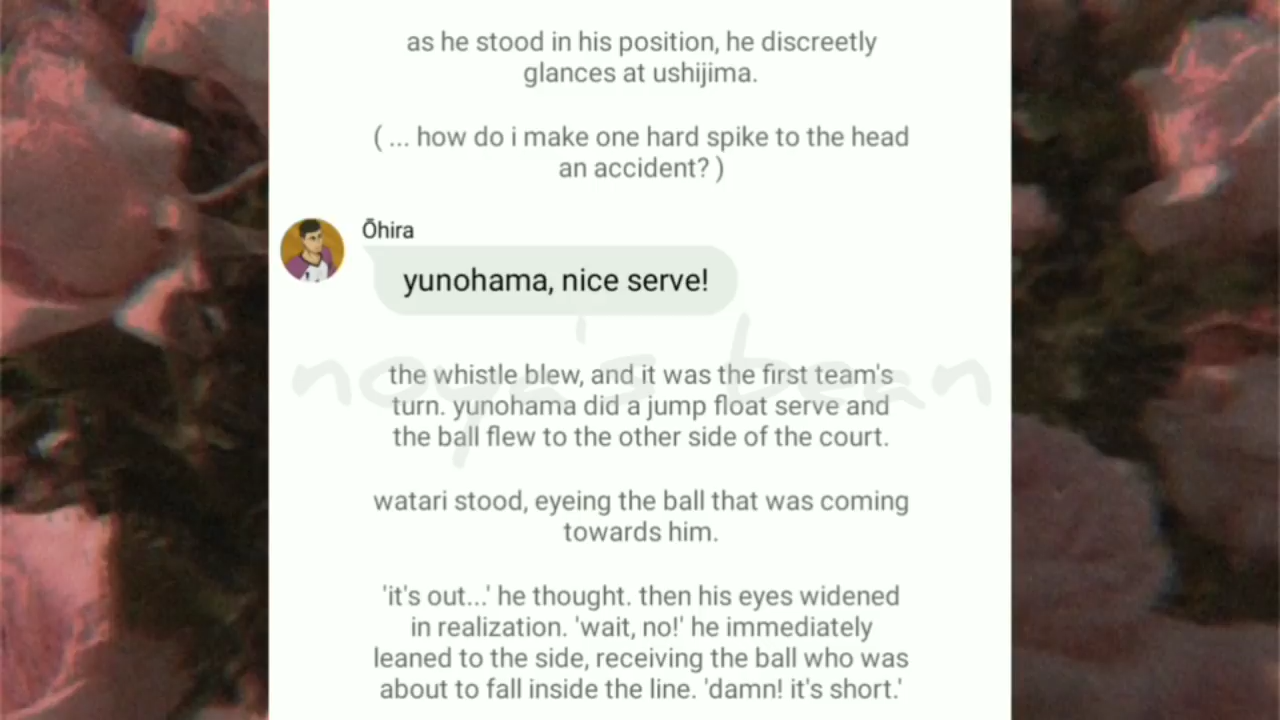 as he stood in his position, he discreetly
glances at ushijima.
( ... how do i make one hard spike to the head
an accident? )
Ōhira
yunohama, nice serve!
noya's bean
the whistle blew, and it was the first team's
turn. yunohama did a jump float serve and
the ball flew to the other side of the court.
watari stood, eyeing the ball that was coming
towards him.
'it's out...' he thought. then his eyes widened
in realization. 'wait, no!' he immediately
leaned to the side, receiving the ball who was
about to fall inside the line. 'damn! it's short.'